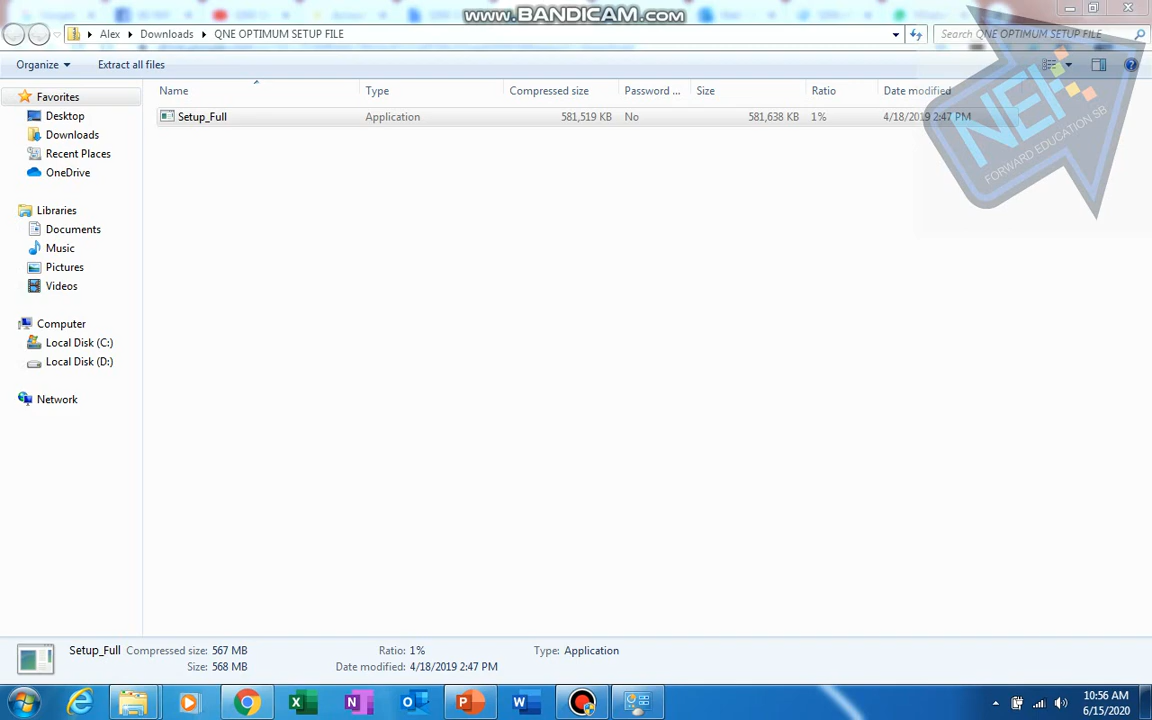 www.BANDICAM.com
Alex Downloads QNE OPTIMUM SETUP FILE Search QNE OPTIMUM SETUP FILE
Organize Extract all files
Name Type Compressed size Password ... Size Ratio Date modified
Favorites
Setup_Full Application 581,519 KB No 581,638 KB 1% 4/18/2019 2:47 PM
Desktop
Downloads
Recent Places
OneDrive
Libraries
Documents
Music
Pictures
Videos
Computer
Local Disk (C:)
Local Disk (D:)
Network
NEF
FORWARD EDUCATION SB
Setup_Full Compressed size: 567 MB Ratio: 1% Type: Application
Size: 568 MB Date modified: 4/18/2019 2:47 PM
10:56 AM
6/15/2020